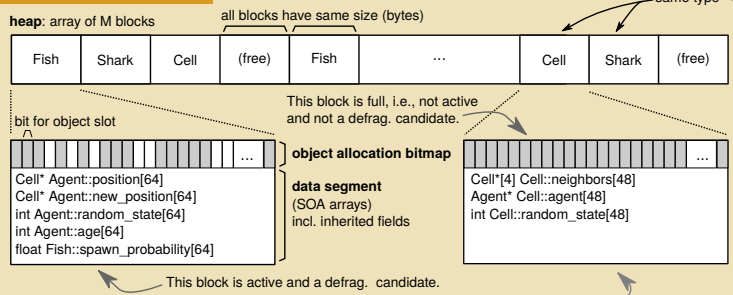 same type
heap: array of M blocks
all blocks have same size (bytes)
Fish Shark Cell (free) Fish ... Cell Shark (free)
This block is full, i.e., not active
and not a defrag. candidate.
bit for object slot
...
object allocation bitmap
...
Cell* Agent::position[64]
Cell* Agent::new_position[64]
int Agent::random_state[64]
int Agent::age[64]
float Fish::spawn_probability[64]
data segment
(SOA arrays)
incl. inherited fields
Cell*[4] Cell::neighbors[48]
Agent* Cell::agent[48]
int Cell::random_state[48]
This block is active and a defrag. candidate.